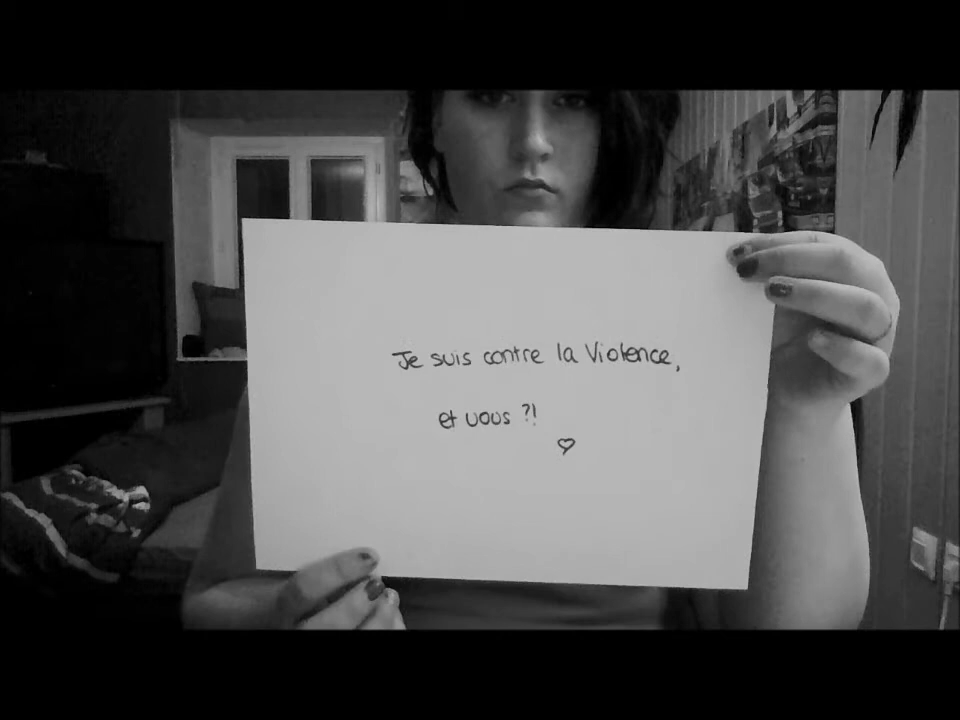 Je suis contre la Violence,
et vous ?!
♡